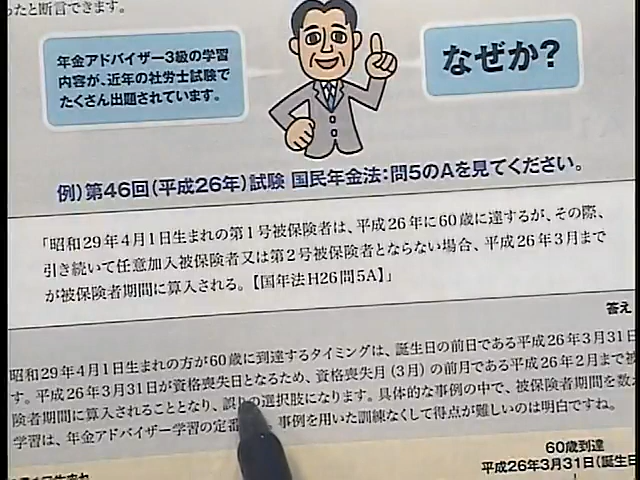 ったと断言できます。
年金アドバイザー3級の学習
内容が、近年の社労士試験で
たくさん出題されています。
なぜか?
例)第46回(平成26年)試験 国民年金法:問5のAを見てください。
「昭和29年4月1日生まれの第1号被保険者は、平成26年に60歳に達するが、その際、
引き続いて任意加入被保険者又は第2号被保険者とならない場合、平成26年3月まで
が被保険者期間に算入される。【国年法H26問5A】」
答え
昭和29年4月1日生まれの方が60歳に到達するタイミングは、誕生日の前日である平成26年3月31日
す。平成26年3月31日が資格喪失日となるため、資格喪失月(3月)の前月である平成26年2月まで被
険者期間に算入されることとなり、誤りの選択肢になります。具体的な事例の中で、被保険者期間を数
学習は、年金アドバイザー学習の定番 事例を用いた訓練なくして得点が難しいのは明白ですね。
60歳到達
平成26年3月31日(誕生日